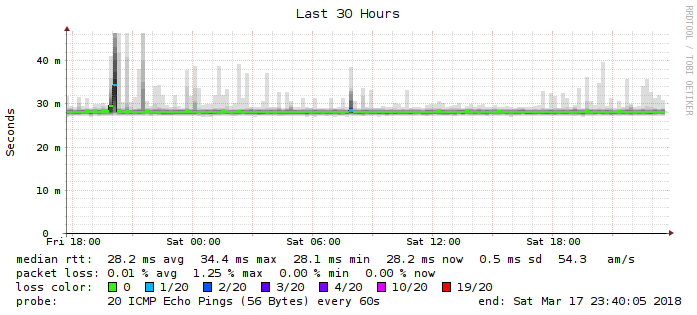 Last 30 Hours
RRDTOOL / TOBI OETIKER
Seconds
40 m
30 m
20 m
10 m
0
Fri 18:00 Sat 00:00 Sat 06:00 Sat 12:00 Sat 18:00
median rtt: 28.2 ms avg 34.4 ms max 28.1 ms min 28.2 ms now 0.5 ms sd 54.3 am/s
packet loss: 0.01 % avg 1.25 % max 0.00 % min 0.00 % now
loss color: 0 1/20 2/20 3/20 4/20 10/20 19/20
probe: 20 ICMP Echo Pings (56 Bytes) every 60s end: Sat Mar 17 23:40:05 2018